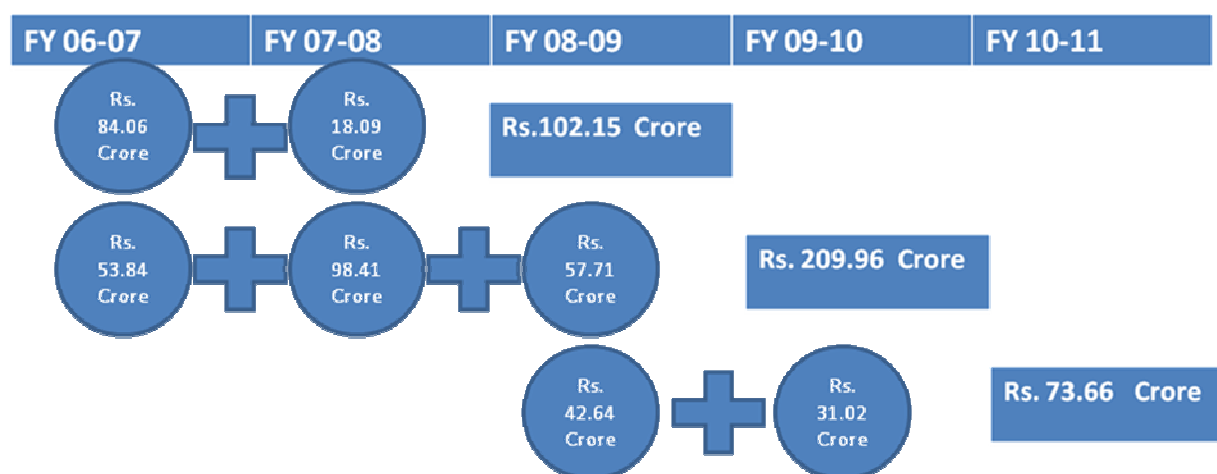 FY 06-07 FY 07-08 FY 08-09 FY 09-10 FY 10-11
Rs.
84.06
Crore
Rs.
18.09
Crore
Rs.102.15 Crore
Rs.
53.84
Crore
Rs.
98.41
Crore
Rs.
57.71
Crore
Rs. 209.96 Crore
Rs.
42.64
Crore
Rs.
31.02
Crore
Rs. 73.66 Crore